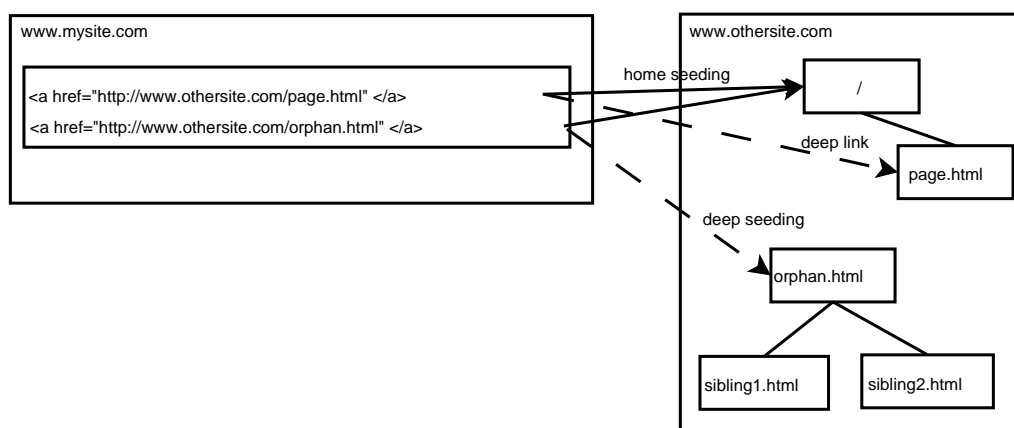 www.mysite.com
<a href="http://www.othersite.com/page.html" </a>
<a href="http://www.othersite.com/orphan.html" </a>
home seeding
deep link
deep seeding
www.othersite.com
/
page.html
orphan.html
sibling1.html
sibling2.html